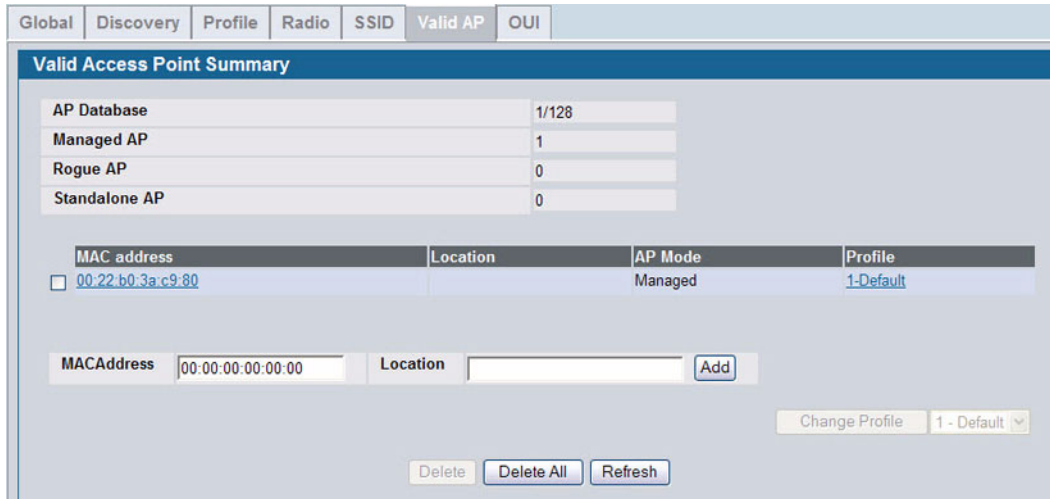 Global Discovery Profile Radio SSID Valid AP OUI
Valid Access Point Summary
AP Database 1/128
Managed AP 1
Rogue AP 0
Standalone AP 0
MAC address Location AP Mode Profile
00:22:b0:3a:c9:80 Managed 1-Default
MACAddress 00:00:00:00:00:00 Location Add
Change Profile 1 - Default
Delete Delete All Refresh